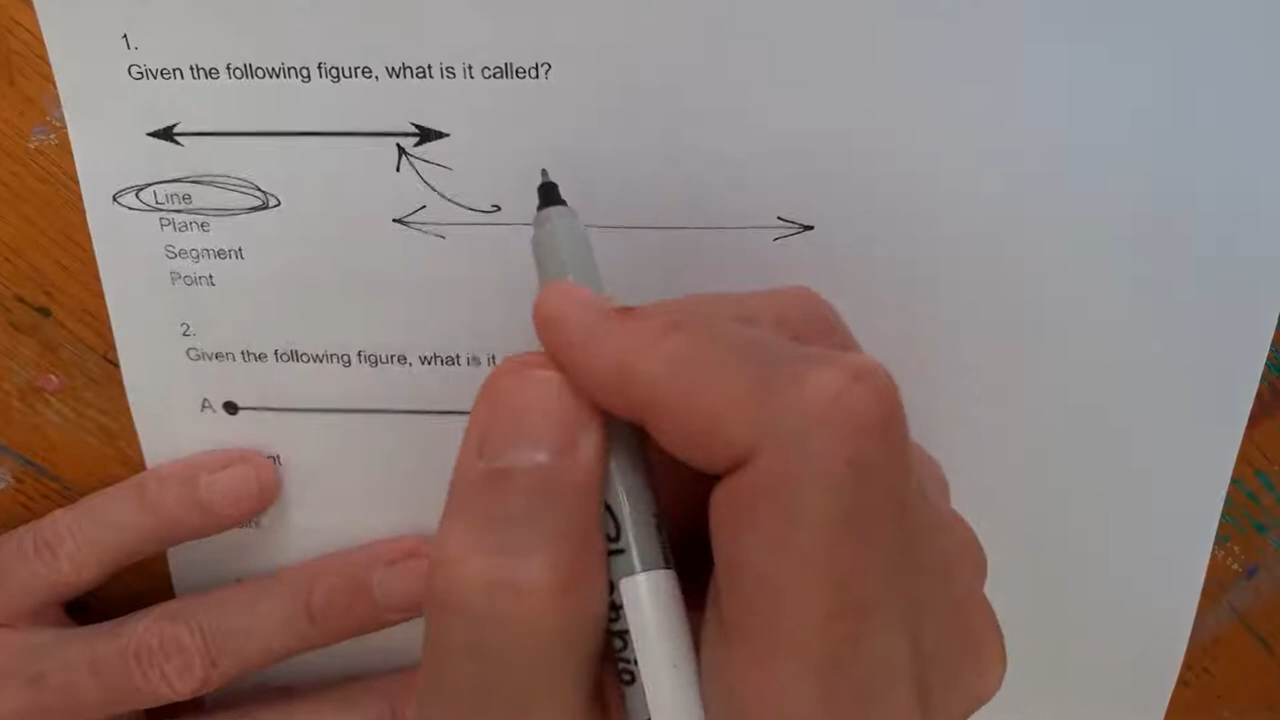 1.
Given the following figure, what is it called?
Line
Plane
Segment
Point
2.
Given the following figure, what is it
A
Sharpie